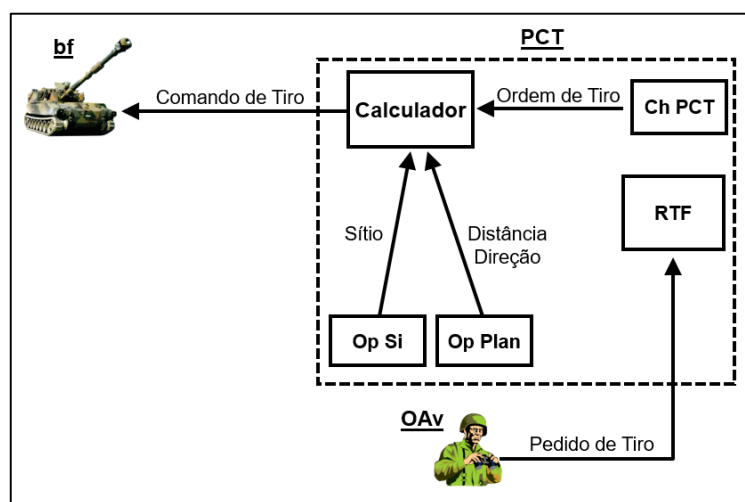 bf
PCT
Comando de Tiro
Calculador
Ordem de Tiro
Ch PCT
RTF
Sítio
Distância
Direção
Op Si
Op Plan
OAv
Pedido de Tiro